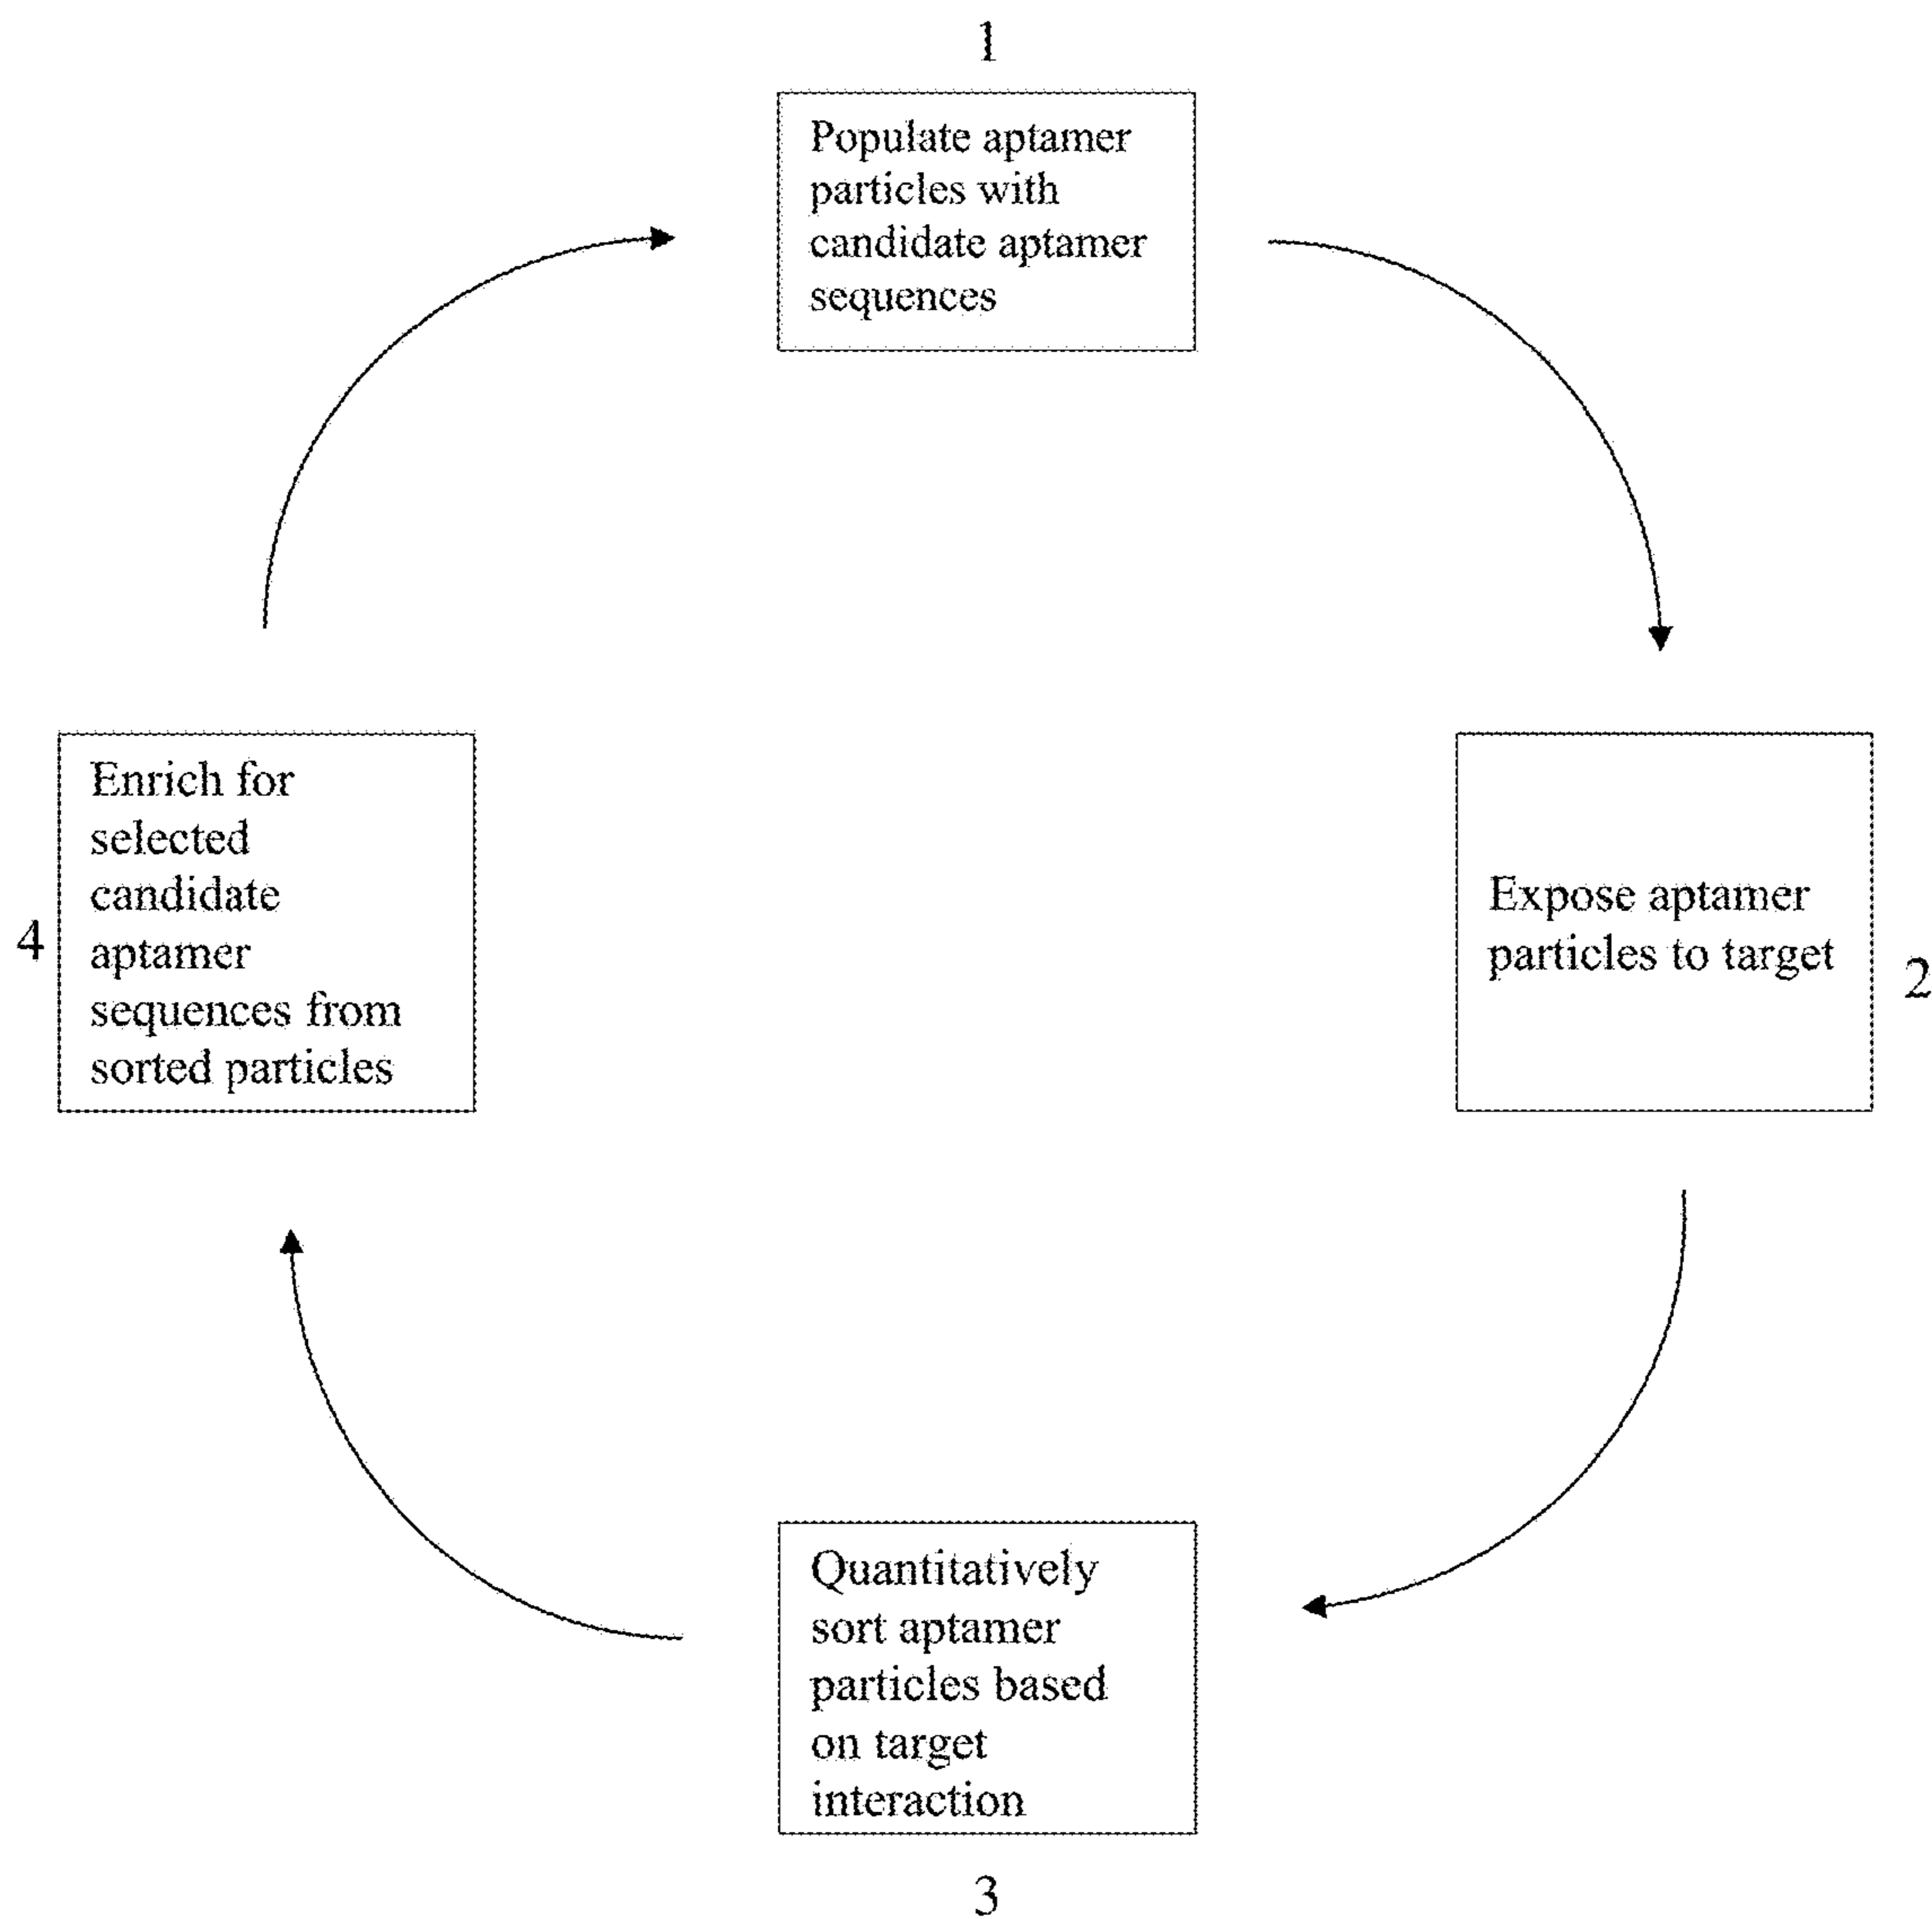 1
Populate aptamer
particles with
candidate aptamer
sequences
Expose aptamer
particles to target
2
Quantitatively
sort aptamer
particles based
on target
interaction
3
Enrich for
selected
candidate
aptamer
sequences from
sorted particles
4